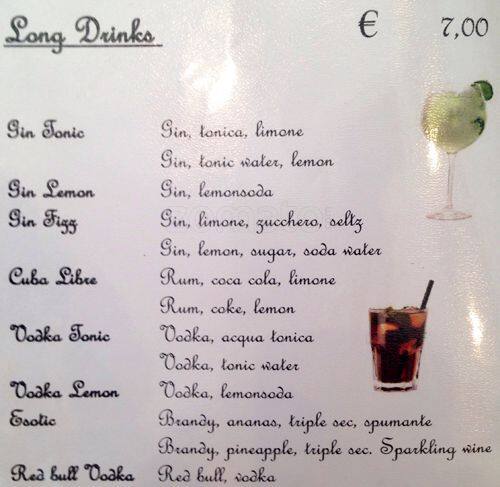 Long Drinks € 7,00
Gin Tonic Gin, tonica, limone
Gin, tonic water, lemon
Gin Lemon Gin, lemonsoda
Gin Figz Gin, limone, zucchero, seltz
Gin, lemon, sugar, soda water
Cuba Libre Rum, coca cola, limone
Rum, coke, lemon
Vodka Tonic Vodka, acqua tonica
Vodka, tonic water
Vodka Lemon Vodka, lemonsoda
Esotic Brandy, ananas, triple sec, spumante
Brandy, pineapple, triple sec. Sparkling wine
Red bull Vodka Red bull, vodka